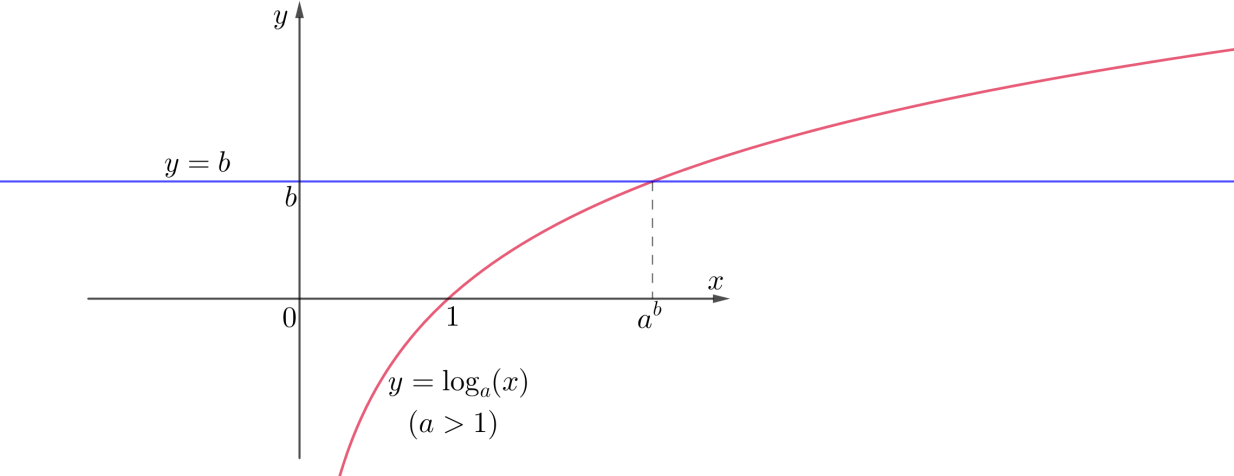 y
y = b
b
x
0
1
a^b
y = log_a(x)
(a > 1)